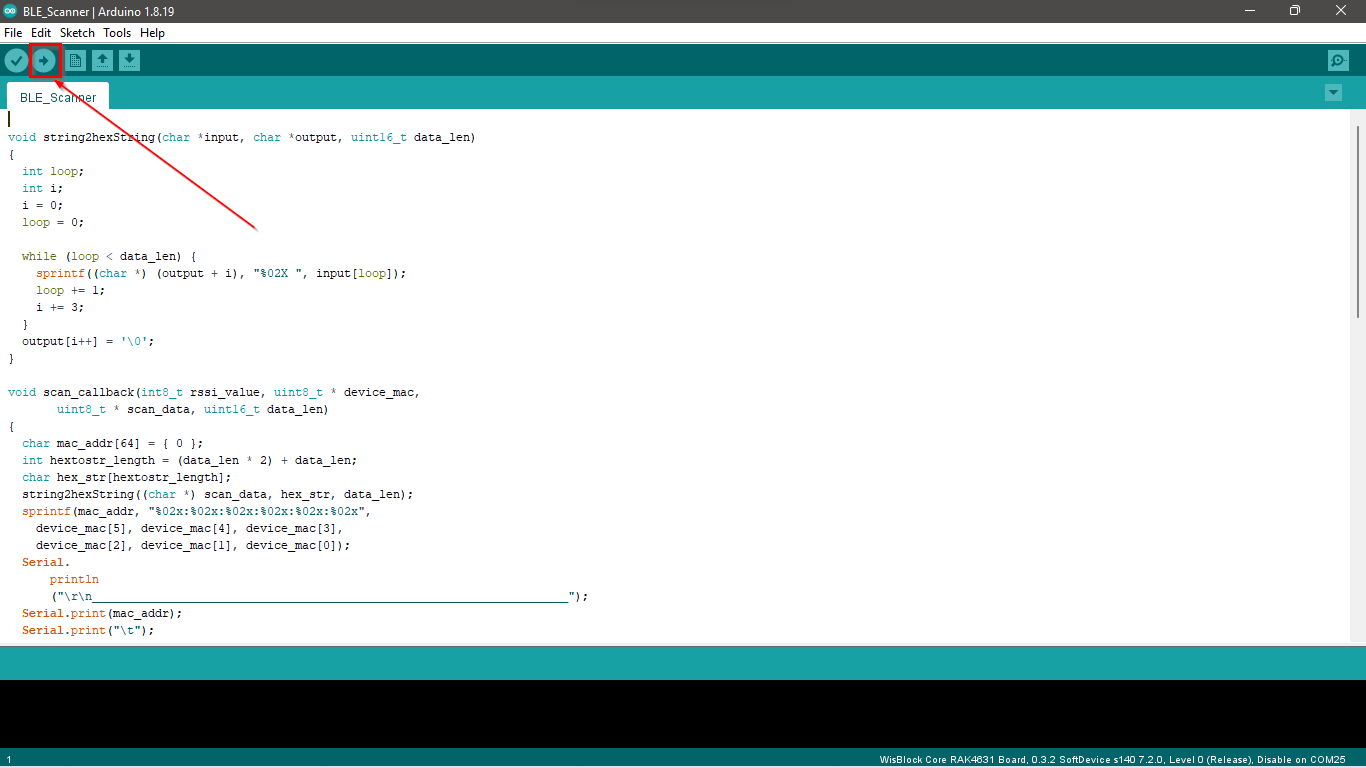 BLE_Scanner | Arduino 1.8.19
File Edit Sketch Tools Help
BLE_Scanner
void string2hexString(char *input, char *output, uint16_t data_len)
{
  int loop;
  int i;
  i = 0;
  loop = 0;
  while (loop < data_len) {
    sprintf((char *) (output + i), "%02X ", input[loop]);
    loop += 1;
    i += 3;
  }
  output[i++] = '\0';
}
void scan_callback(int8_t rssi_value, uint8_t * device_mac,
       uint8_t * scan_data, uint16_t data_len)
{
  char mac_addr[64] = { 0 };
  int hextostr_length = (data_len * 2) + data_len;
  char hex_str[hextostr_length];
  string2hexString((char *) scan_data, hex_str, data_len);
  sprintf(mac_addr, "%02x:%02x:%02x:%02x:%02x:%02x",
    device_mac[5], device_mac[4], device_mac[3],
    device_mac[2], device_mac[1], device_mac[0]);
  Serial.
      println
      ("\r\n____________________________________________________________________");
  Serial.print(mac_addr);
  Serial.print("\t");
1 WisBlock Core RAK4631 Board, 0.3.2 SoftDevice s140 7.2.0, Level 0 (Release), Disable on COM25